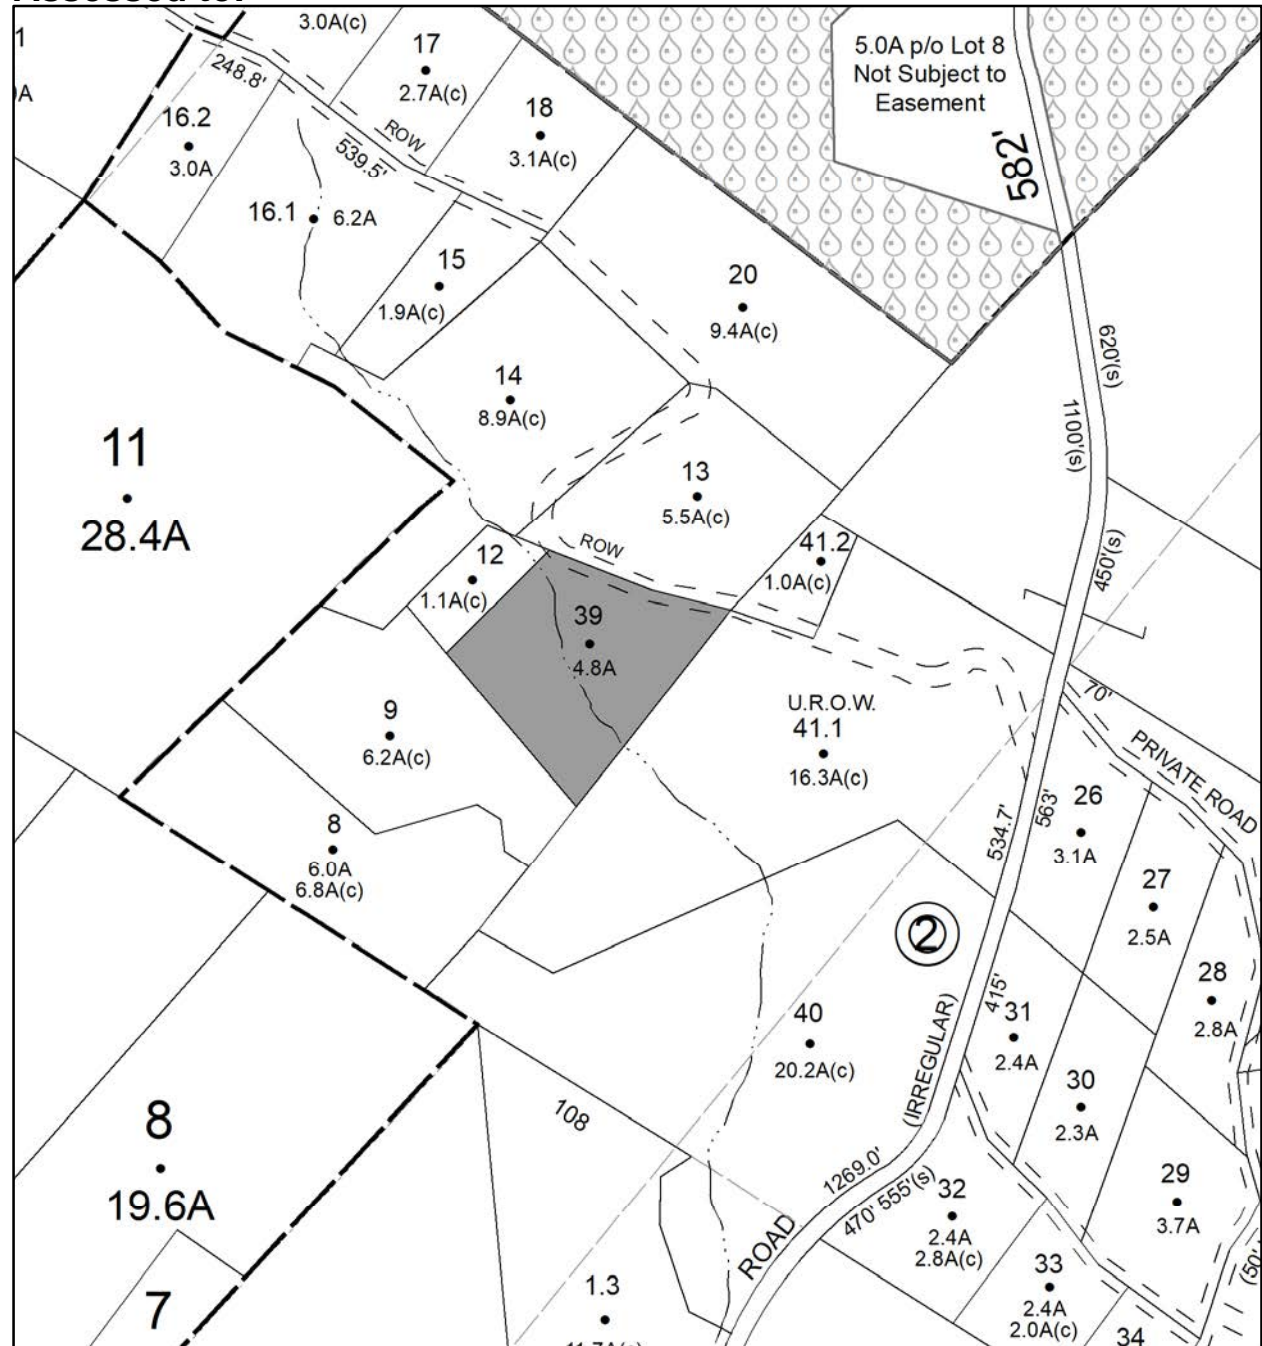 3.0A(c)
17
2.7A(c)
18
3.1A(c)
5.0A p/o Lot 8
Not Subject to
Easement
582'
248.8'
16.2
3.0A
ROW
539.5'
16.1
6.2A
15
1.9A(c)
20
9.4A(c)
620'(s)
1100'(s)
14
8.9A(c)
11
28.4A
13
5.5A(c)
ROW
12
1.1A(c)
41.2
1.0A(c)
450'(s)
39
4.8A
70'
PRIVATE ROAD
9
6.2A(c)
U.R.O.W.
41.1
16.3A(c)
534.7'
563'
26
3.1A
8
6.0A
6.8A(c)
27
2.5A
2
28
2.8A
415'
31
2.4A
40
20.2A(c)
(IRREGULAR)
30
2.3A
108
8
19.6A
1269.0'
470' 555'(s)
32
2.4A
2.8A(c)
29
3.7A
ROAD
33
2.4A
2.0A(c)
(50'
1.3
7
34